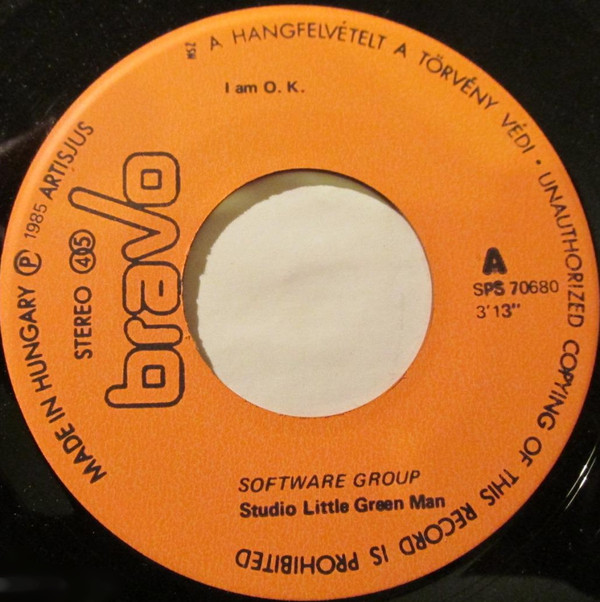 MSZ A HANGFELVÉTELT A TÖRVÉNY VÉDI • UNAUTHORIZED COPYING OF THIS RECORD IS PROHIBITED
I am O. K.
MADE IN HUNGARY Ⓟ 1985 ARTISJUS
STEREO 45
bravo
A
SPS 70680
3'13"
SOFTWARE GROUP
Studio Little Green Man